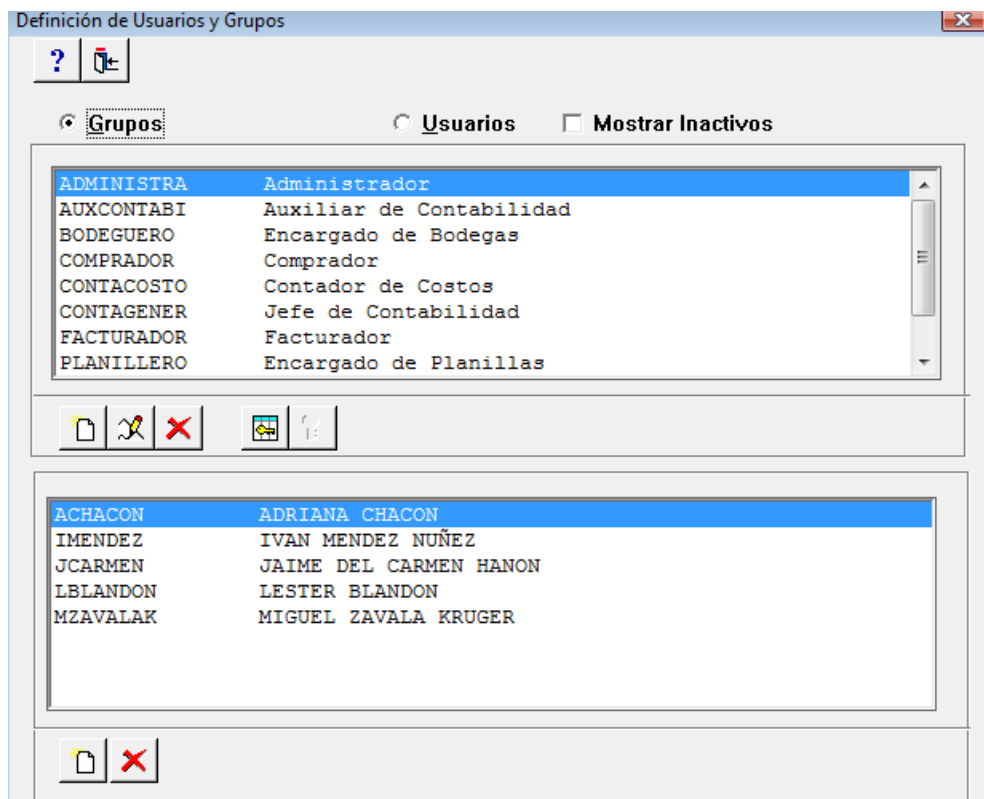 Definición de Usuarios y Grupos
?
Grupos Usuarios Mostrar Inactivos
ADMINISTRA Administrador
AUXCONTABI Auxiliar de Contabilidad
BODEGUERO Encargado de Bodegas
COMPRADOR Comprador
CONTACOSTO Contador de Costos
CONTAGENER Jefe de Contabilidad
FACTURADOR Facturador
PLANILLERO Encargado de Planillas
ACHACON ADRIANA CHACON
IMENDEZ IVAN MENDEZ NUÑEZ
JCARMEN JAIME DEL CARMEN HANON
LBLANDON LESTER BLANDON
MZAVALAK MIGUEL ZAVALA KRUGER